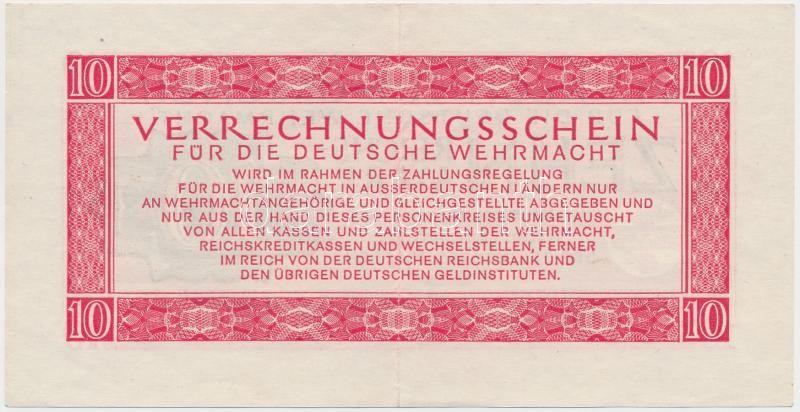 10 10
VERRECHNUNGSSCHEIN
FÜR DIE DEUTSCHE WEHRMACHT
WIRD IM RAHMEN DER ZAHLUNGSREGELUNG
FÜR DIE WEHRMACHT IN AUSSERDEUTSCHEN LÄNDERN NUR
AN WEHRMACHTANGEHÖRIGE UND GLEICHGESTELLTE ABGEGEBEN UND
NUR AUS DER HAND DIESES PERSONENKREISES UMGETAUSCHT
VON ALLEN KASSEN UND ZAHLSTELLEN DER WEHRMACHT,
REICHSKREDITKASSEN UND WECHSELSTELLEN, FERNER
IM REICH VON DER DEUTSCHEN REICHSBANK UND
DEN ÜBRIGEN DEUTSCHEN GELDINSTITUTEN.
10 10